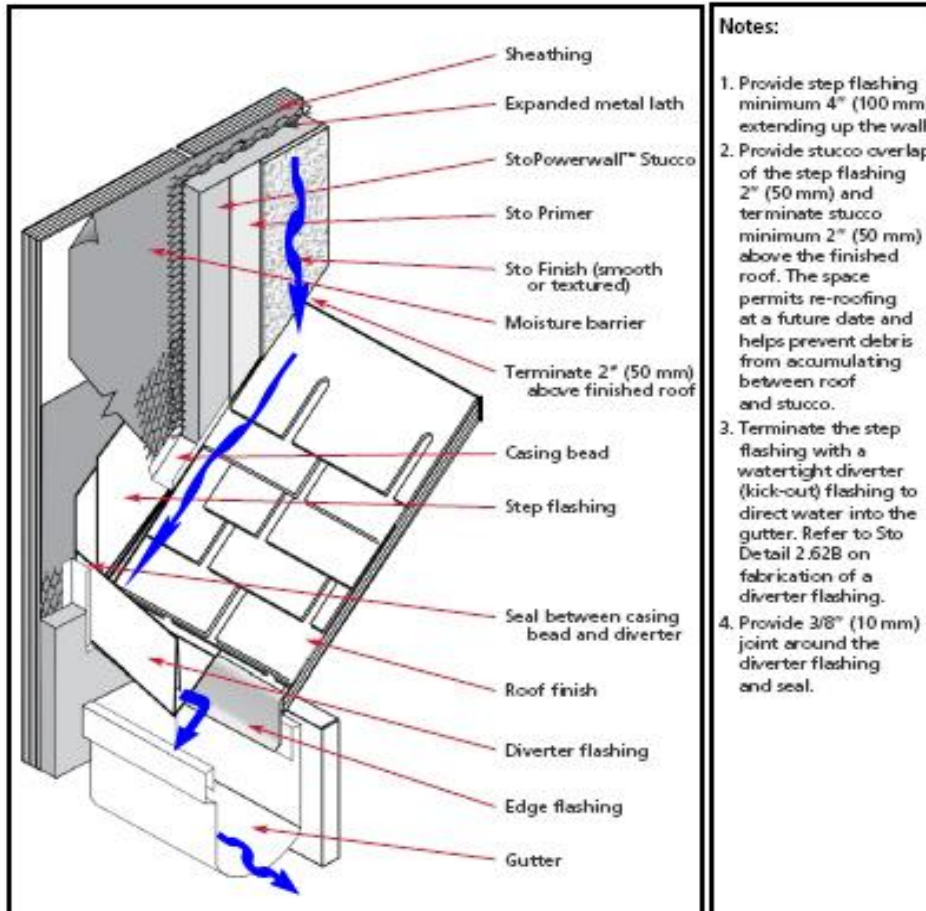 Sheathing
Expanded metal lath
StoPowerwall™ Stucco
Sto Primer
Sto Finish (smooth
or textured)
Moisture barrier
Terminate 2" (50 mm)
above finished roof
Casing bead
Step flashing
Seal between casing
bead and diverter
Roof finish
Diverter flashing
Edge flashing
Gutter
Notes:
1. Provide step flashing
minimum 4" (100 mm
extending up the wall
2. Provide stucco overlap
of the step flashing
2" (50 mm) and
terminate stucco
minimum 2" (50 mm)
above the finished
roof. The space
permits re-roofing
at a future date and
helps prevent debris
from accumulating
between roof
and stucco.
3. Terminate the step
flashing with a
watertight diverter
(kick-out) flashing to
direct water into the
gutter. Refer to Sto
Detail 2.62B on
fabrication of a
diverter flashing.
4. Provide 3/8" (10 mm)
joint around the
diverter flashing
and seal.